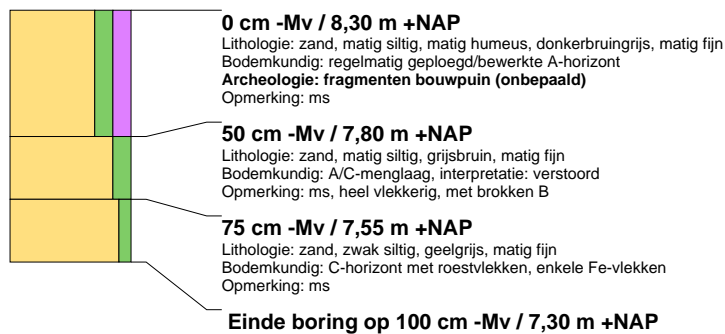 0 cm -Mv / 8,30 m +NAP
Lithologie: zand, matig siltig, matig humeus, donkerbruingrijs, matig fijn
Bodemkundig: regelmatig geploegd/bewerkte A-horizont
Archeologie: fragmenten bouwpuin (onbepaald)
Opmerking: ms
50 cm -Mv / 7,80 m +NAP
Lithologie: zand, matig siltig, grijsbruin, matig fijn
Bodemkundig: A/C-menglaag, interpretatie: verstoord
Opmerking: ms, heel vlekkerig, met brokken B
75 cm -Mv / 7,55 m +NAP
Lithologie: zand, zwak siltig, geelgrijs, matig fijn
Bodemkundig: C-horizont met roestvlekken, enkele Fe-vlekken
Opmerking: ms
Einde boring op 100 cm -Mv / 7,30 m +NAP